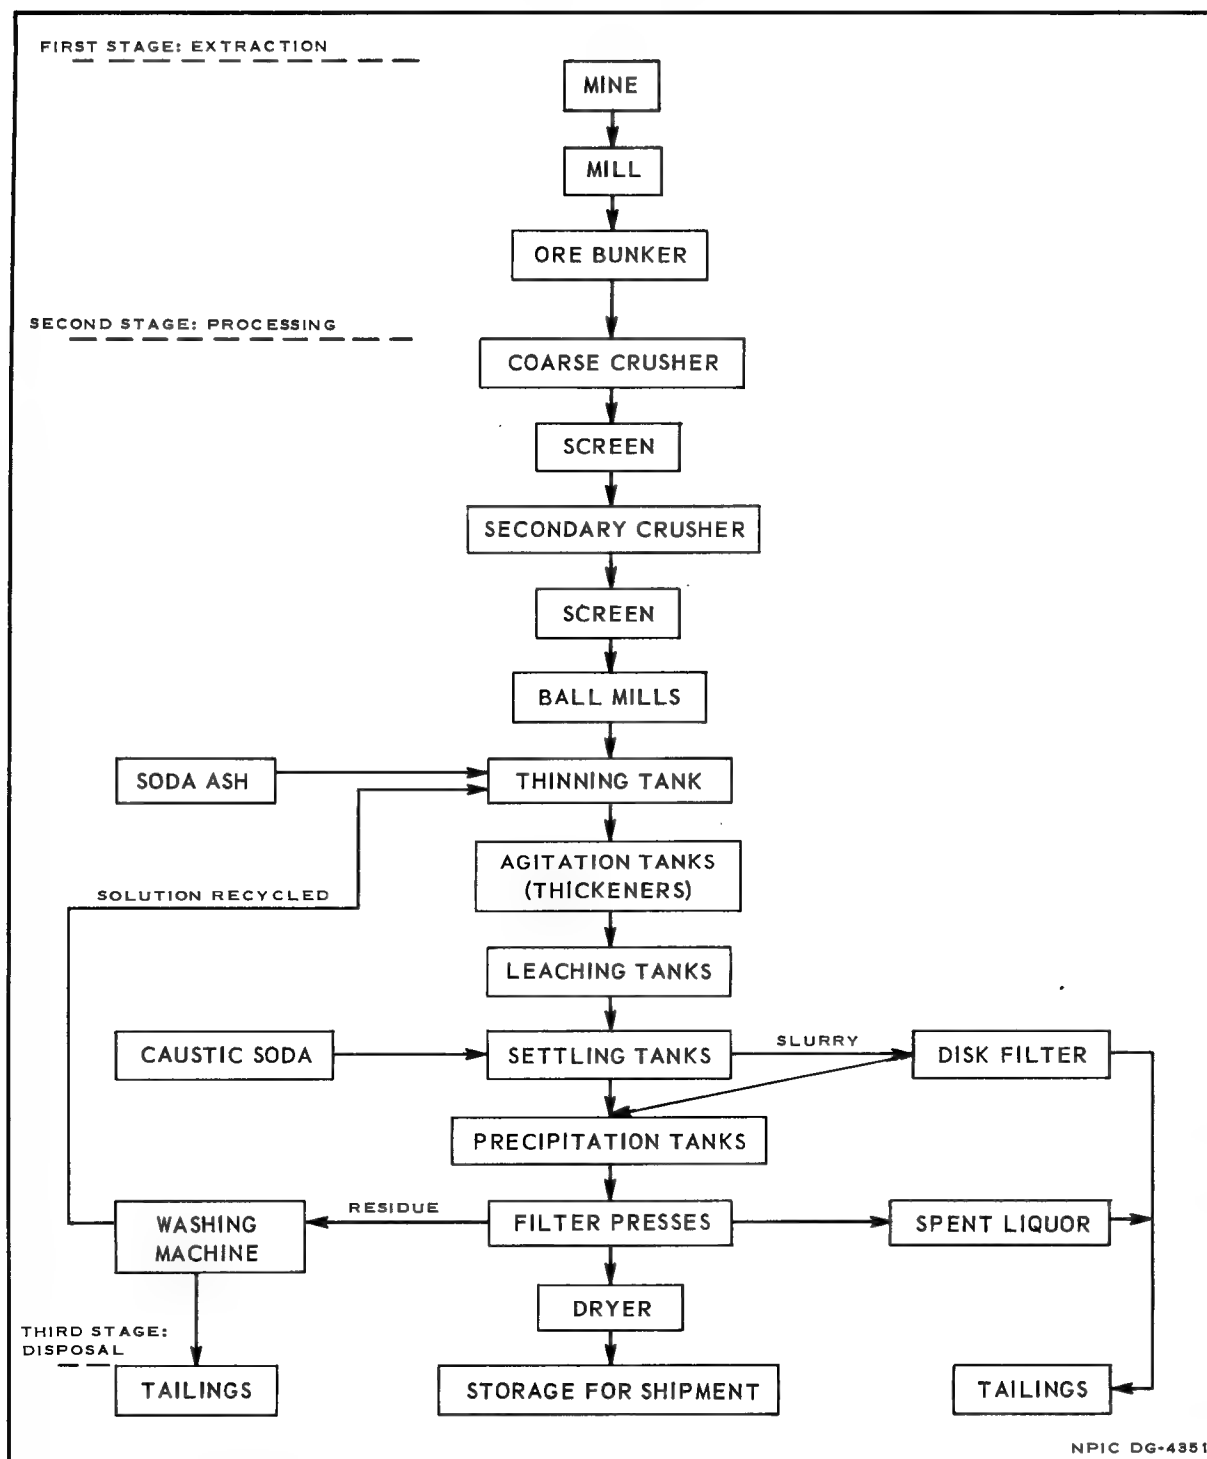 FIRST STAGE: EXTRACTION
MINE
MILL
ORE BUNKER
SECOND STAGE: PROCESSING
COARSE CRUSHER
SCREEN
SECONDARY CRUSHER
SCREEN
BALL MILLS
SODA ASH
THINNING TANK
AGITATION TANKS
(THICKENERS)
SOLUTION RECYCLED
LEACHING TANKS
CAUSTIC SODA
SETTLING TANKS
SLURRY
DISK FILTER
PRECIPITATION TANKS
WASHING
MACHINE
RESIDUE
FILTER PRESSES
SPENT LIQUOR
DRYER
THIRD STAGE:
DISPOSAL
TAILINGS
STORAGE FOR SHIPMENT
TAILINGS
NPIC DG-4351